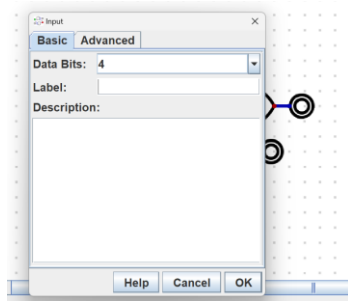 Input
Basic Advanced
Data Bits: 4
Label:
Description:
Help Cancel OK